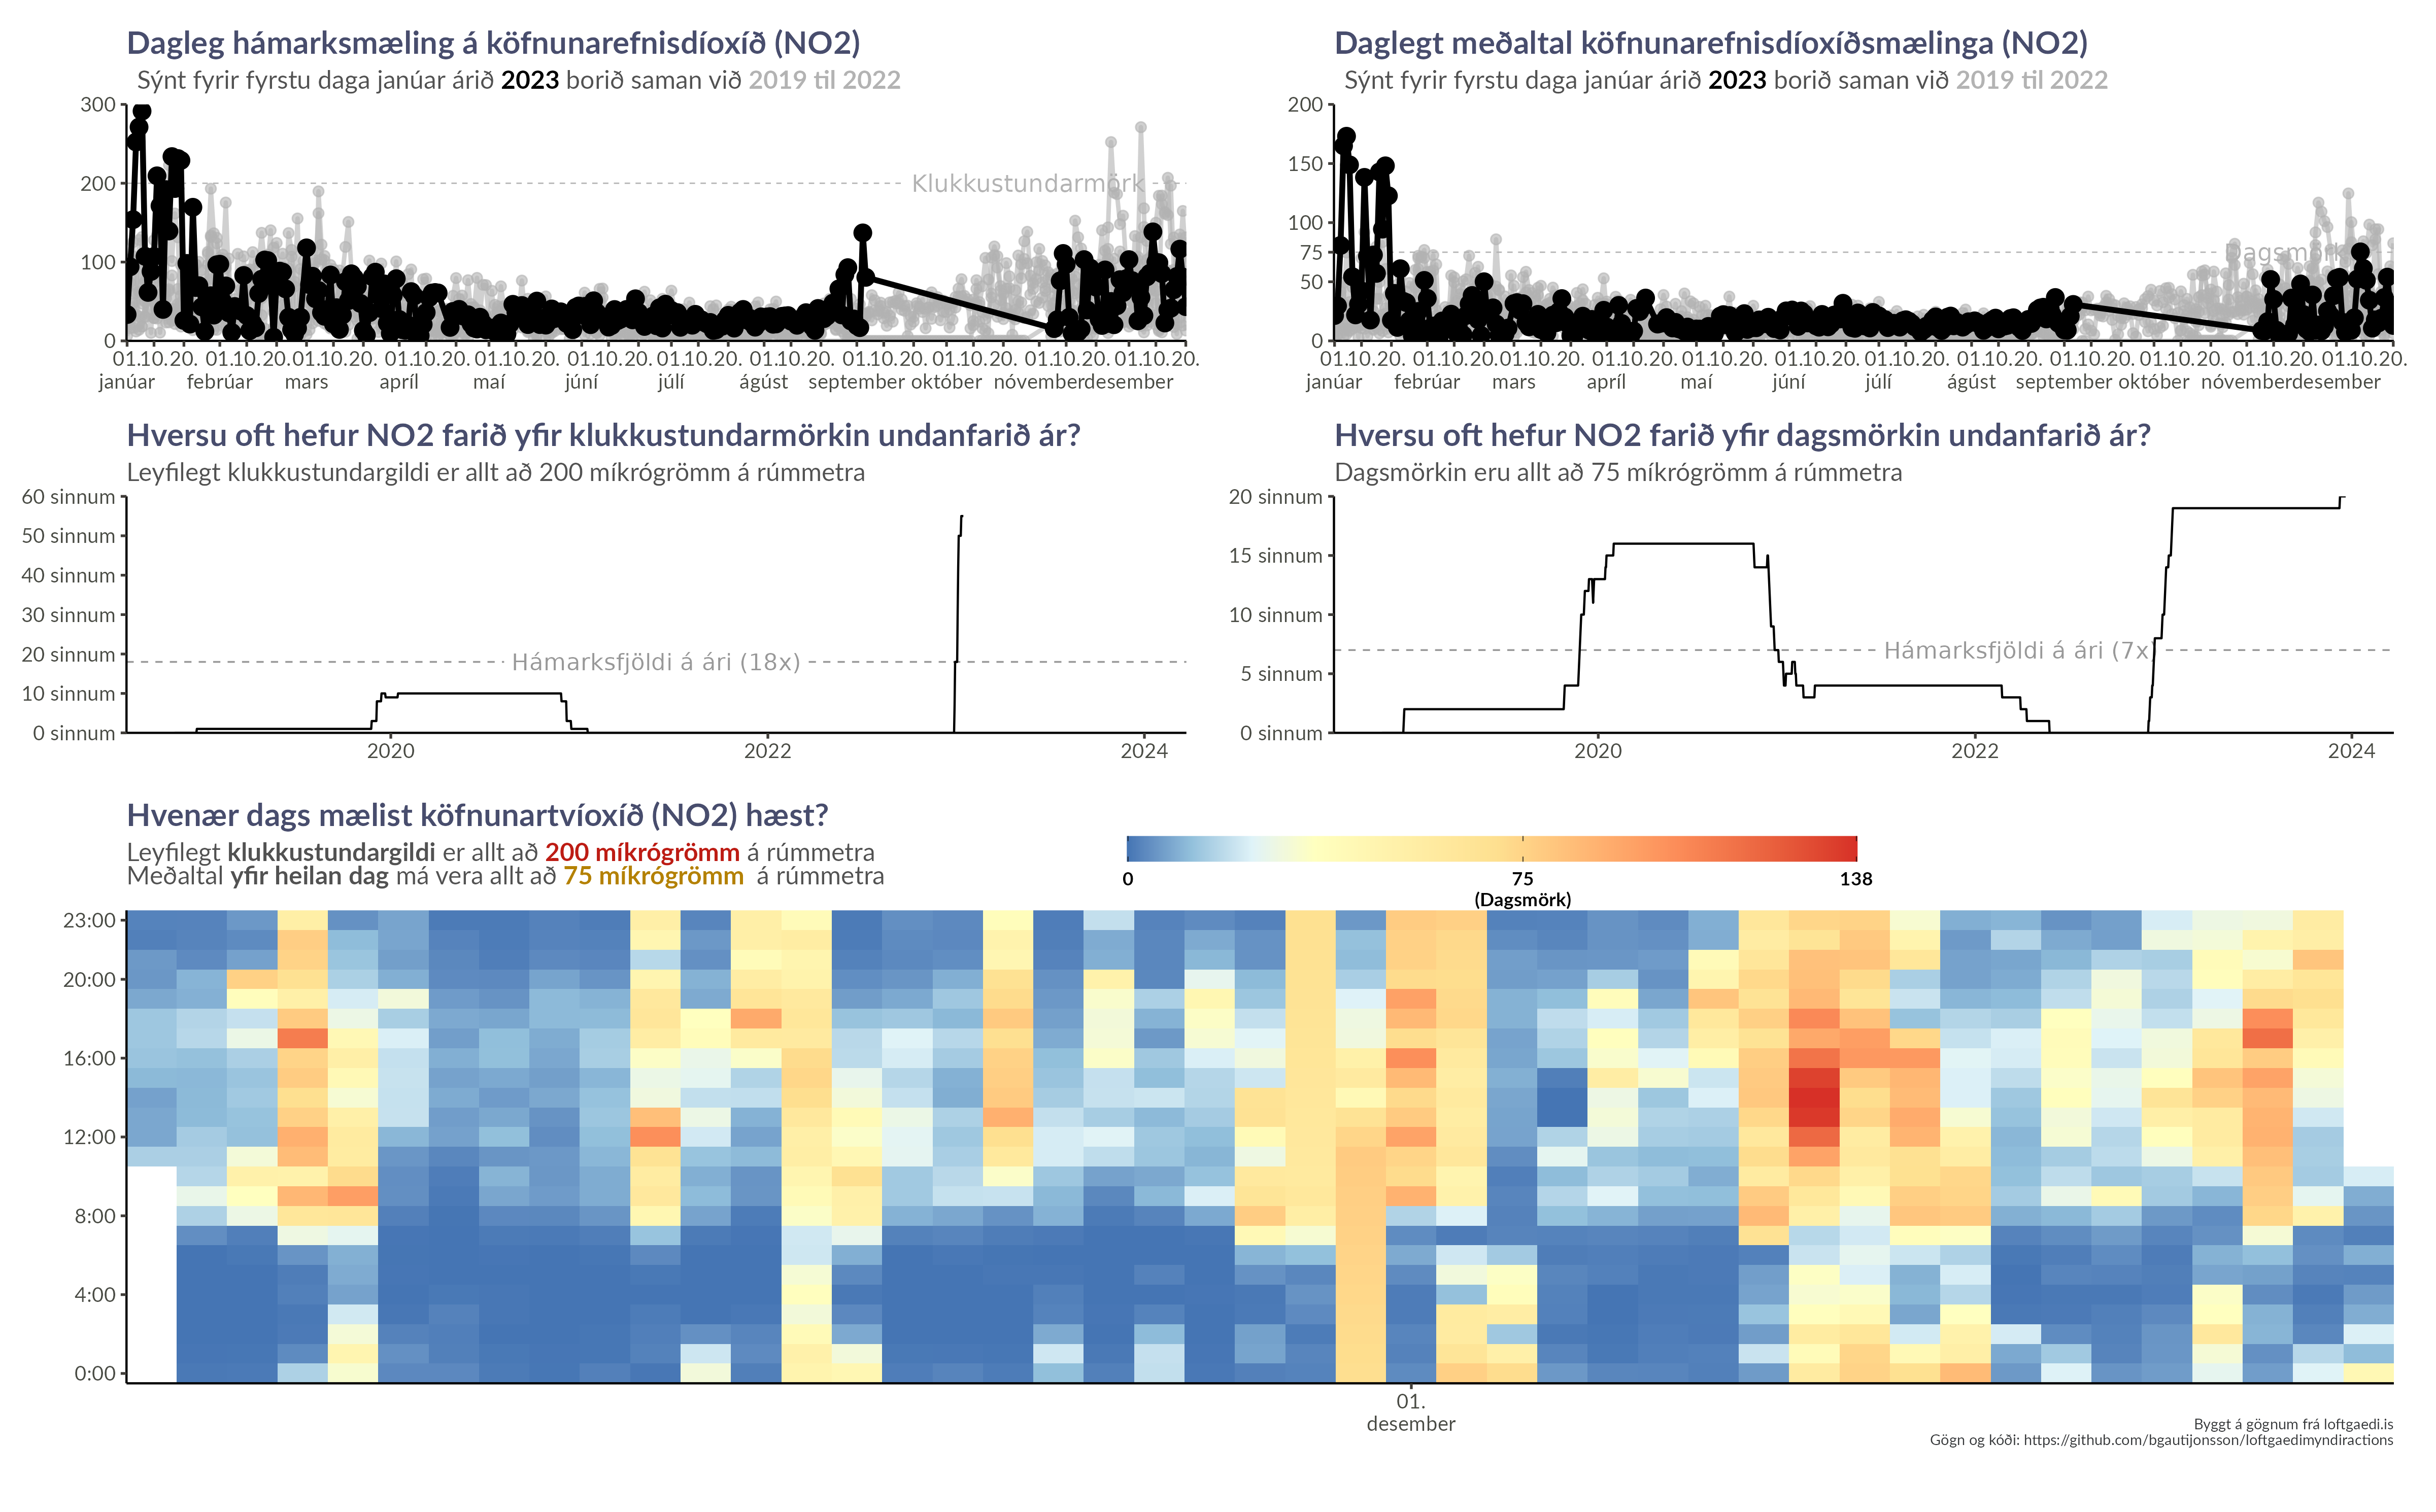 Dagleg hámarksmæling á köfnunarefnisdíoxíð (NO2)
Sýnt fyrir fyrstu daga janúar árið 2023 borið saman við 2019 til 2022
300
200
100
0
Klukkustundarmörk
01.10.20. 01.10.20. 01.10.20. 01.10.20. 01.10.20. 01.10.20. 01.10.20. 01.10.20. 01.10.20. 01.10.20. 01.10.20. 01.10.20.
janúar febrúar mars apríl maí júní júlí ágúst september október nóvember desember
Daglegt meðaltal köfnunarefnisdíoxíðsmælinga (NO2)
Sýnt fyrir fyrstu daga janúar árið 2023 borið saman við 2019 til 2022
200
150
100
75
50
0
Dagsmörk
01.10.20. 01.10.20. 01.10.20. 01.10.20. 01.10.20. 01.10.20. 01.10.20. 01.10.20. 01.10.20. 01.10.20. 01.10.20. 01.10.20.
janúar febrúar mars apríl maí júní júlí ágúst september október nóvember desember
Hversu oft hefur NO2 farið yfir klukkustundarmörkin undanfarið ár?
Leyfilegt klukkustundargildi er allt að 200 míkrógrömm á rúmmetra
60 sinnum
50 sinnum
40 sinnum
30 sinnum
20 sinnum
10 sinnum
0 sinnum
Hámarksfjöldi á ári (18x)
2020 2022 2024
Hversu oft hefur NO2 farið yfir dagsmörkin undanfarið ár?
Dagsmörkin eru allt að 75 míkrógrömm á rúmmetra
20 sinnum
15 sinnum
10 sinnum
5 sinnum
0 sinnum
Hámarksfjöldi á ári (7x)
2020 2022 2024
Hvenær dags mælist köfnunartvíoxíð (NO2) hæst?
Leyfilegt klukkustundargildi er allt að 200 míkrógrömm á rúmmetra
Meðaltal yfir heilan dag má vera allt að 75 míkrógrömm á rúmmetra
0 75 138
(Dagsmörk)
23:00
20:00
16:00
12:00
8:00
4:00
0:00
01.
desember
Byggt á gögnum frá loftgaedi.is
Gögn og kóði: https://github.com/bgautijonsson/loftgaedimyndiractions